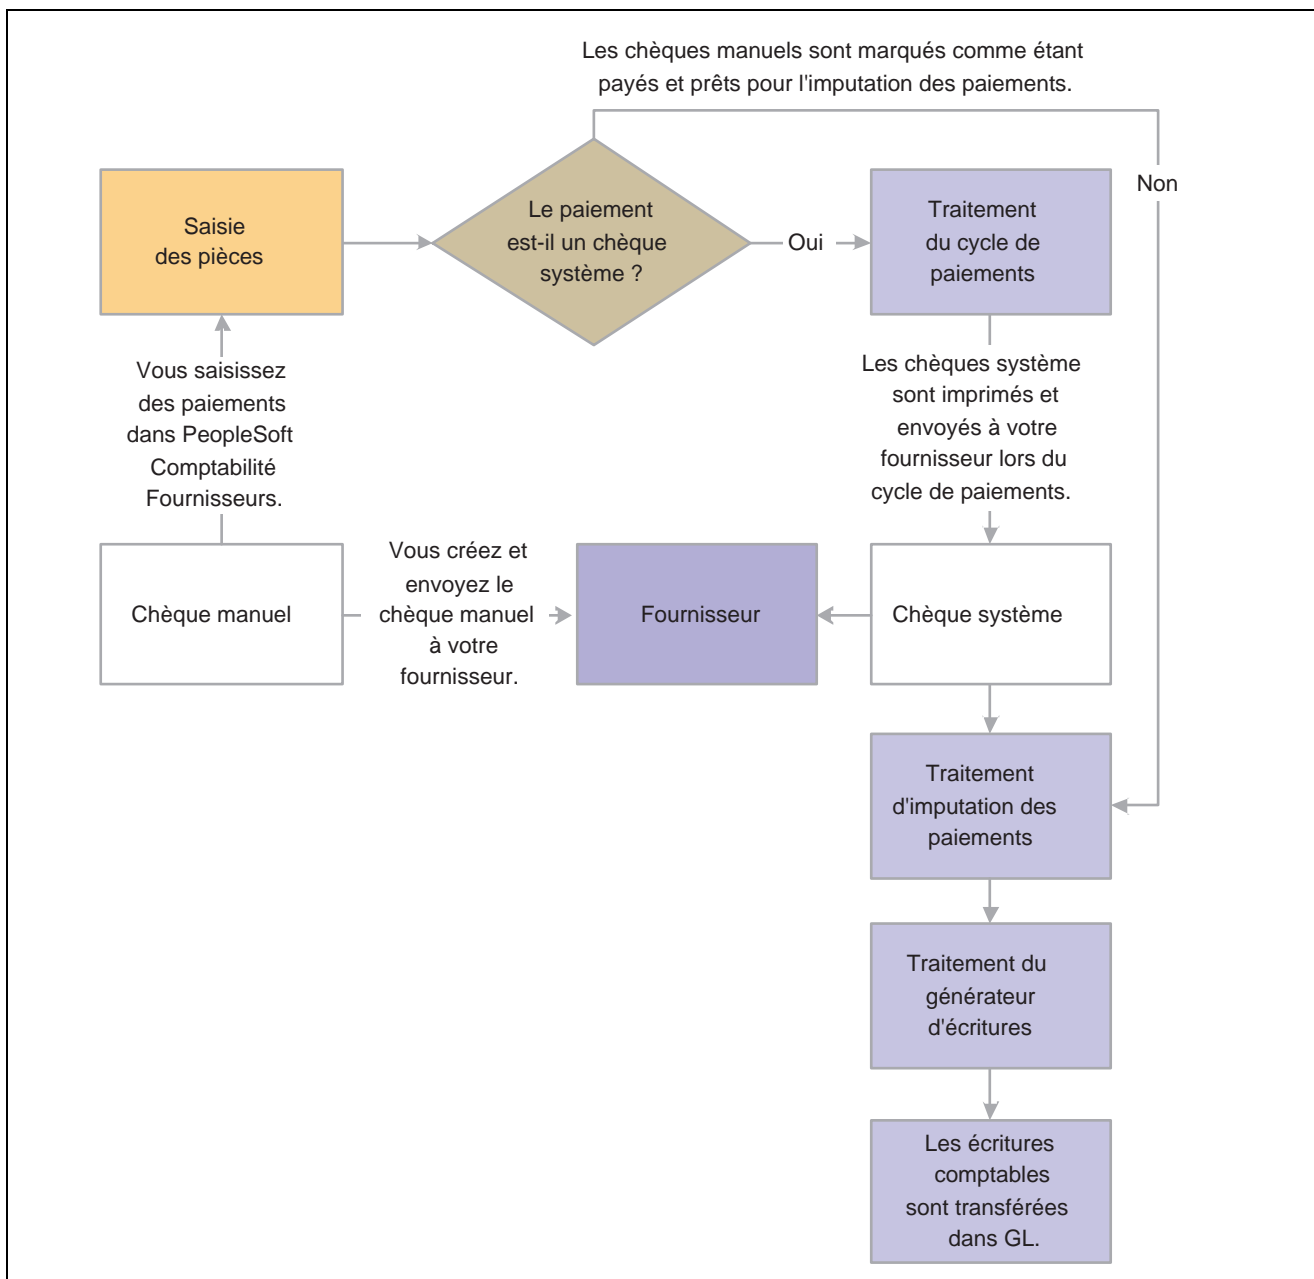 Les chèques manuels sont marqués comme étant
payés et prêts pour l'imputation des paiements.
Non
Saisie
des pièces
Le paiement
est-il un chèque
système ?
Oui
Traitement
du cycle de
paiements
Vous saisissez
des paiements
dans PeopleSoft
Comptabilité
Fournisseurs.
Les chèques système
sont imprimés et
envoyés à votre
fournisseur lors du
cycle de paiements.
Chèque manuel
Vous créez et
envoyez le
chèque manuel
à votre
fournisseur.
Fournisseur
Chèque système
Traitement
d'imputation des
paiements
Traitement du
générateur
d'écritures
Les écritures
comptables
sont transférées
dans GL.